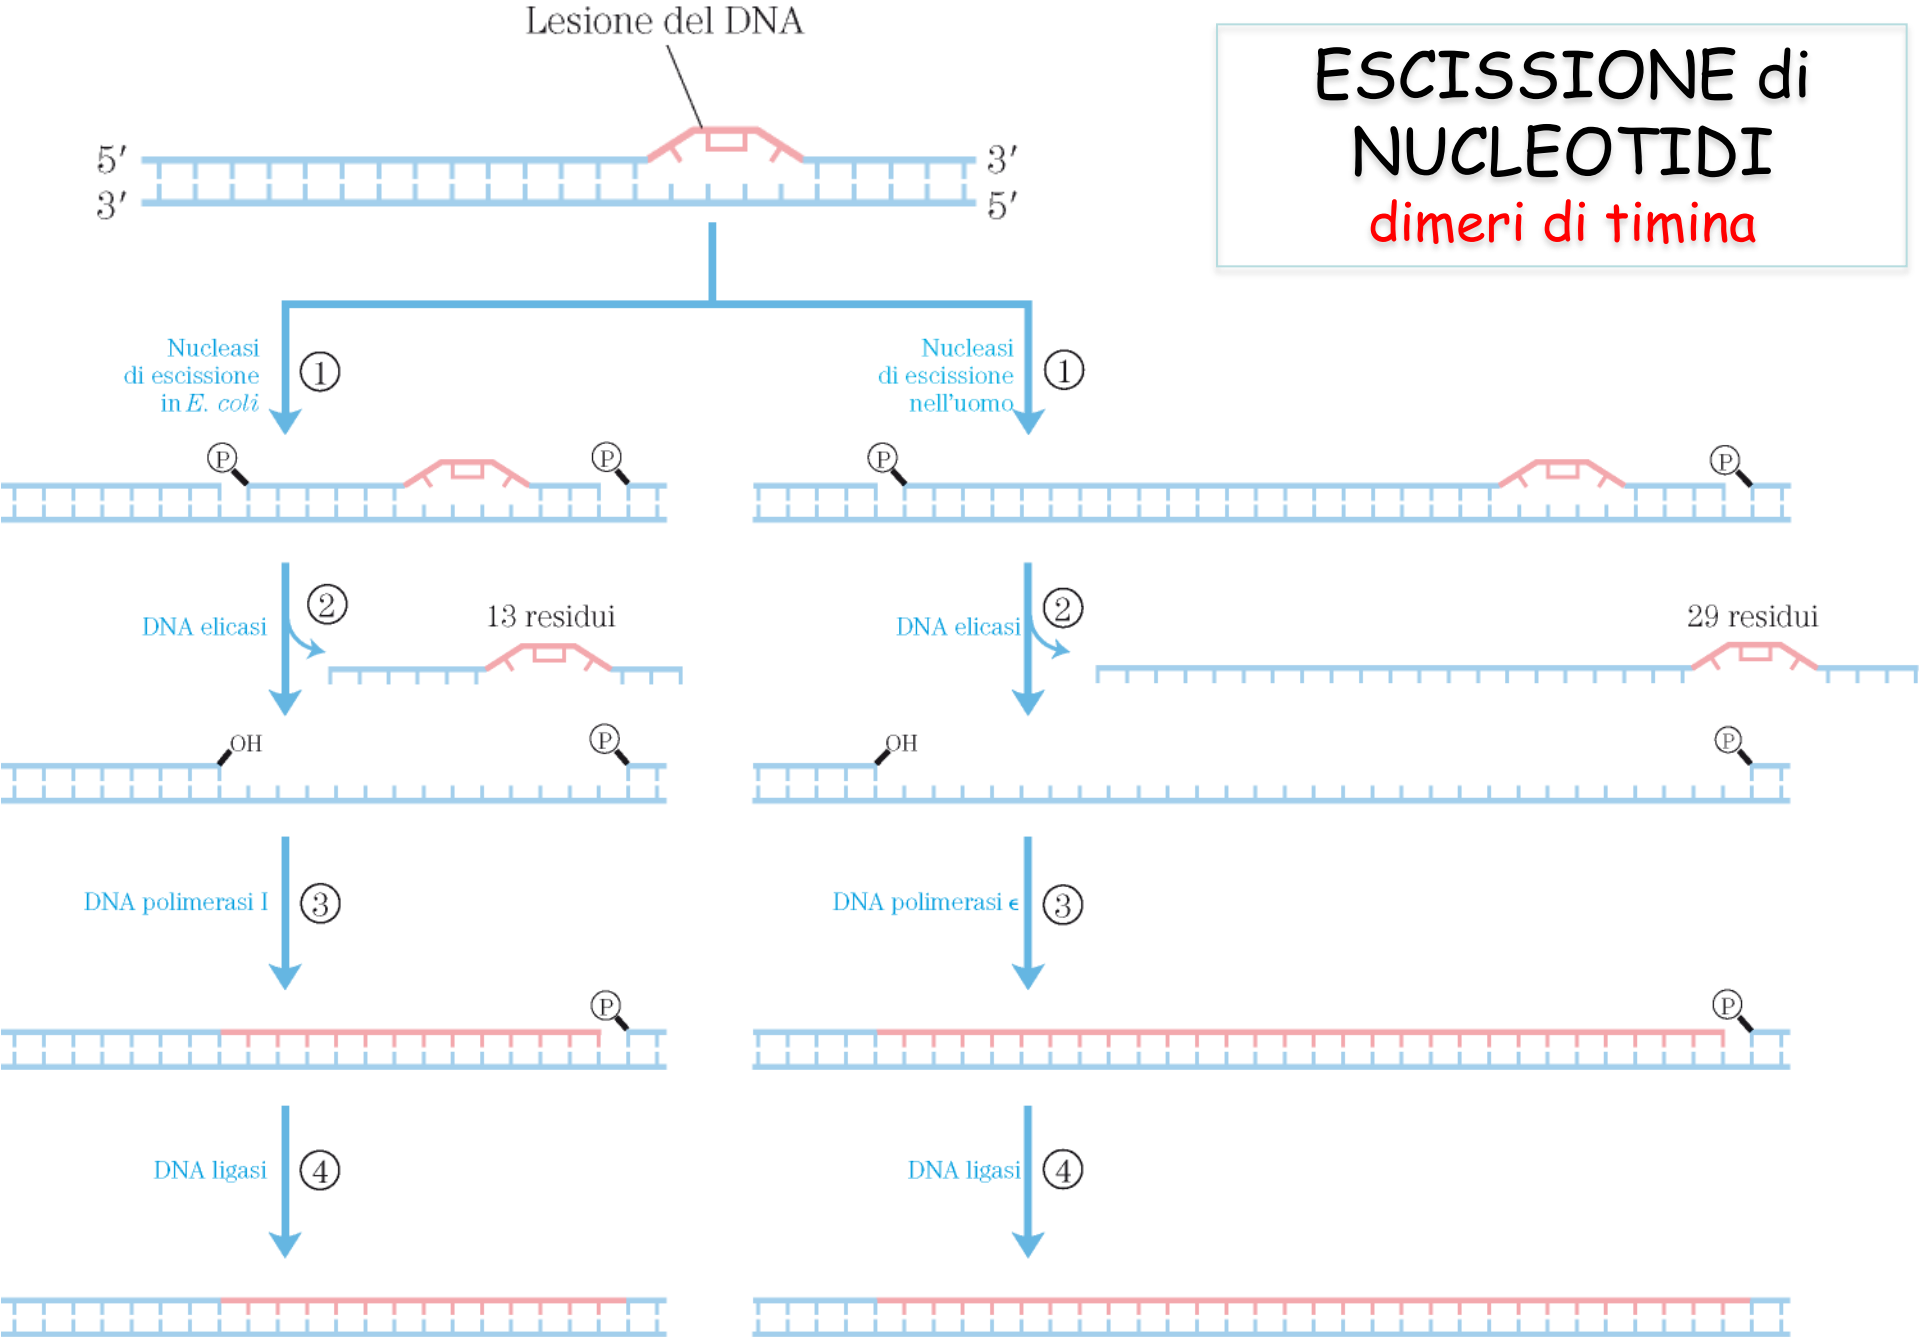 Lesione del DNA
ESCISSIONE di
NUCLEOTIDI
dimeri di timina
5′ 3′
3′ 5′
Nucleasi
di escissione
in E. coli
1
Nucleasi
di escissione
nell'uomo
1
P P P P
DNA elicasi
2
13 residui
DNA elicasi
2
29 residui
OH P OH P
DNA polimerasi I
3
DNA polimerasi ϵ
3
P P
DNA ligasi
4
DNA ligasi
4